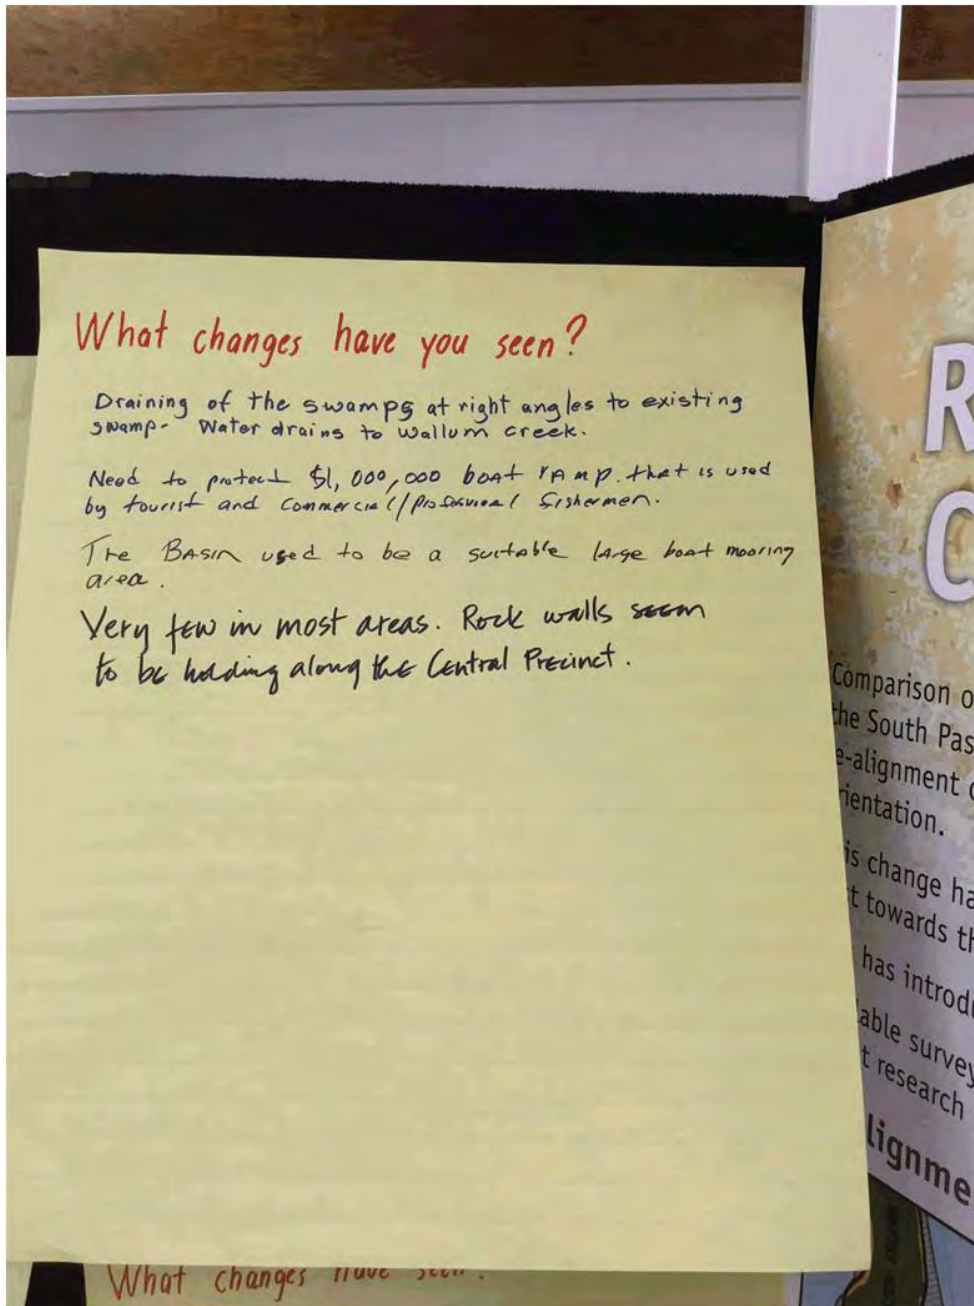 What changes have you seen?
Draining of the swamps at right angles to existing
swamp- Water drains to Wallum creek.
Need to protect $1,000,000 boat ramp. that is used
by tourist and Commercial/professional fishermen.
The BASIN used to be a suitable large boat mooring
area.
Very few in most areas. Rock walls seem
to be holding along the Central Precinct.
What changes have seen?
R
C
Comparison o
the South Pas
e-alignment
rientation.
is change ha
t towards th
has introd
able survey
t research
lignme